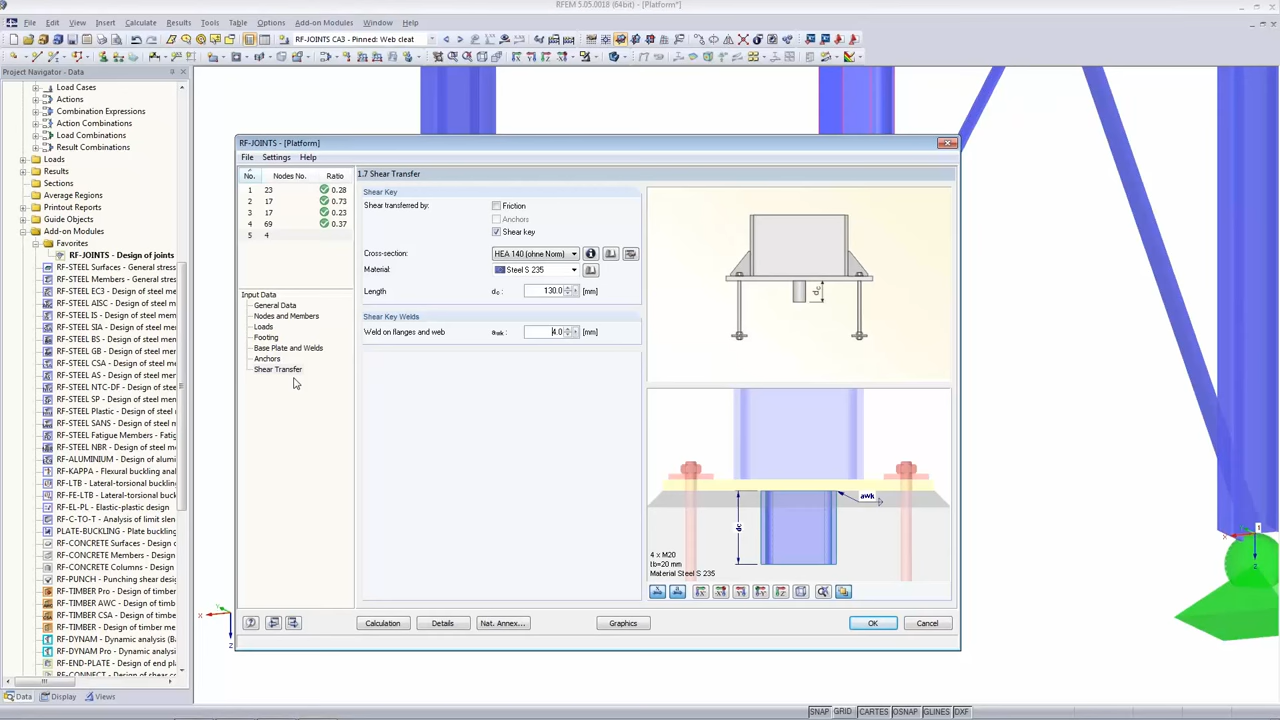 RFEM 5.05.0018 (64bit) - [Platform*]
File Edit View Insert Calculate Results Tools Table Options Add-on Modules Window Help
RF-JOINTS CA3 - Pinned: Web cleat
Project Navigator - Data
Load Cases
Actions
Combination Expressions
Action Combinations
Load Combinations
Result Combinations
Loads
Results
Sections
Average Regions
Printout Reports
Guide Objects
Add-on Modules
Favorites
RF-JOINTS - Design of joints
RF-STEEL Surfaces - General stress
RF-STEEL Members - General stres
RF-STEEL EC3 - Design of steel me
RF-STEEL AISC - Design of steel m
RF-STEEL IS - Design of steel mem
RF-STEEL SIA - Design of steel me
RF-STEEL BS - Design of steel mem
RF-STEEL GB - Design of steel mem
RF-STEEL CSA - Design of steel me
RF-STEEL AS - Design of steel mem
RF-STEEL NTC-DF - Design of steel
RF-STEEL SP - Design of steel mem
RF-STEEL Plastic - Design of steel m
RF-STEEL SANS - Design of steel m
RF-STEEL Fatigue Members - Fatig
RF-STEEL NBR - Design of steel me
RF-ALUMINIUM - Design of alumi
RF-KAPPA - Flexural buckling anal
RF-LTB - Lateral-torsional bucklin
RF-FE-LTB - Lateral-torsional buck
RF-EL-PL - Elastic-plastic design
RF-C-TO-T - Analysis of limit slen
PLATE-BUCKLING - Plate bucklin
RF-CONCRETE Surfaces - Design o
RF-CONCRETE Members - Design
RF-CONCRETE Columns - Design o
RF-PUNCH - Punching shear desig
RF-TIMBER Pro - Design of timber
RF-TIMBER AWC - Design of timb
RF-TIMBER CSA - Design of timbe
RF-TIMBER - Design of timber me
RF-DYNAM - Dynamic analysis (Ba
RF-DYNAM Pro - Dynamic analysi
RF-END-PLATE - Design of end pl
RF-CONNECT - Design of shear c
Data Display Views
RF-JOINTS - [Platform]
File Settings Help
No. Nodes No. Ratio
1 23 0.28
2 17 0.73
3 17 0.23
4 69 0.37
5 4
Input Data
General Data
Nodes and Members
Loads
Footing
Base Plate and Welds
Anchors
Shear Transfer
1.7 Shear Transfer
Shear Key
Shear transferred by: Friction
Anchors
Shear key
Cross-section: HEA 140 (ohne Norm)
Material: Steel S 235
Length dc : 130.0 [mm]
Shear Key Welds
Weld on flanges and web awk : 4.0 [mm]
dc
awk
dc
4 x M20
lb=20 mm
Material Steel S 235
Calculation Details Nat. Annex... Graphics OK Cancel
X Y Z
X Z
SNAP GRID CARTES OSNAP GLINES DXF